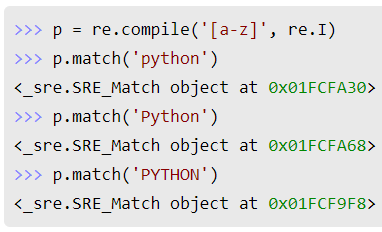 >>> p = re.compile('[a-z]', re.I)
>>> p.match('python')
<_sre.SRE_Match object at 0x01FCFA30>
>>> p.match('Python')
<_sre.SRE_Match object at 0x01FCFA68>
>>> p.match('PYTHON')
<_sre.SRE_Match object at 0x01FCF9F8>